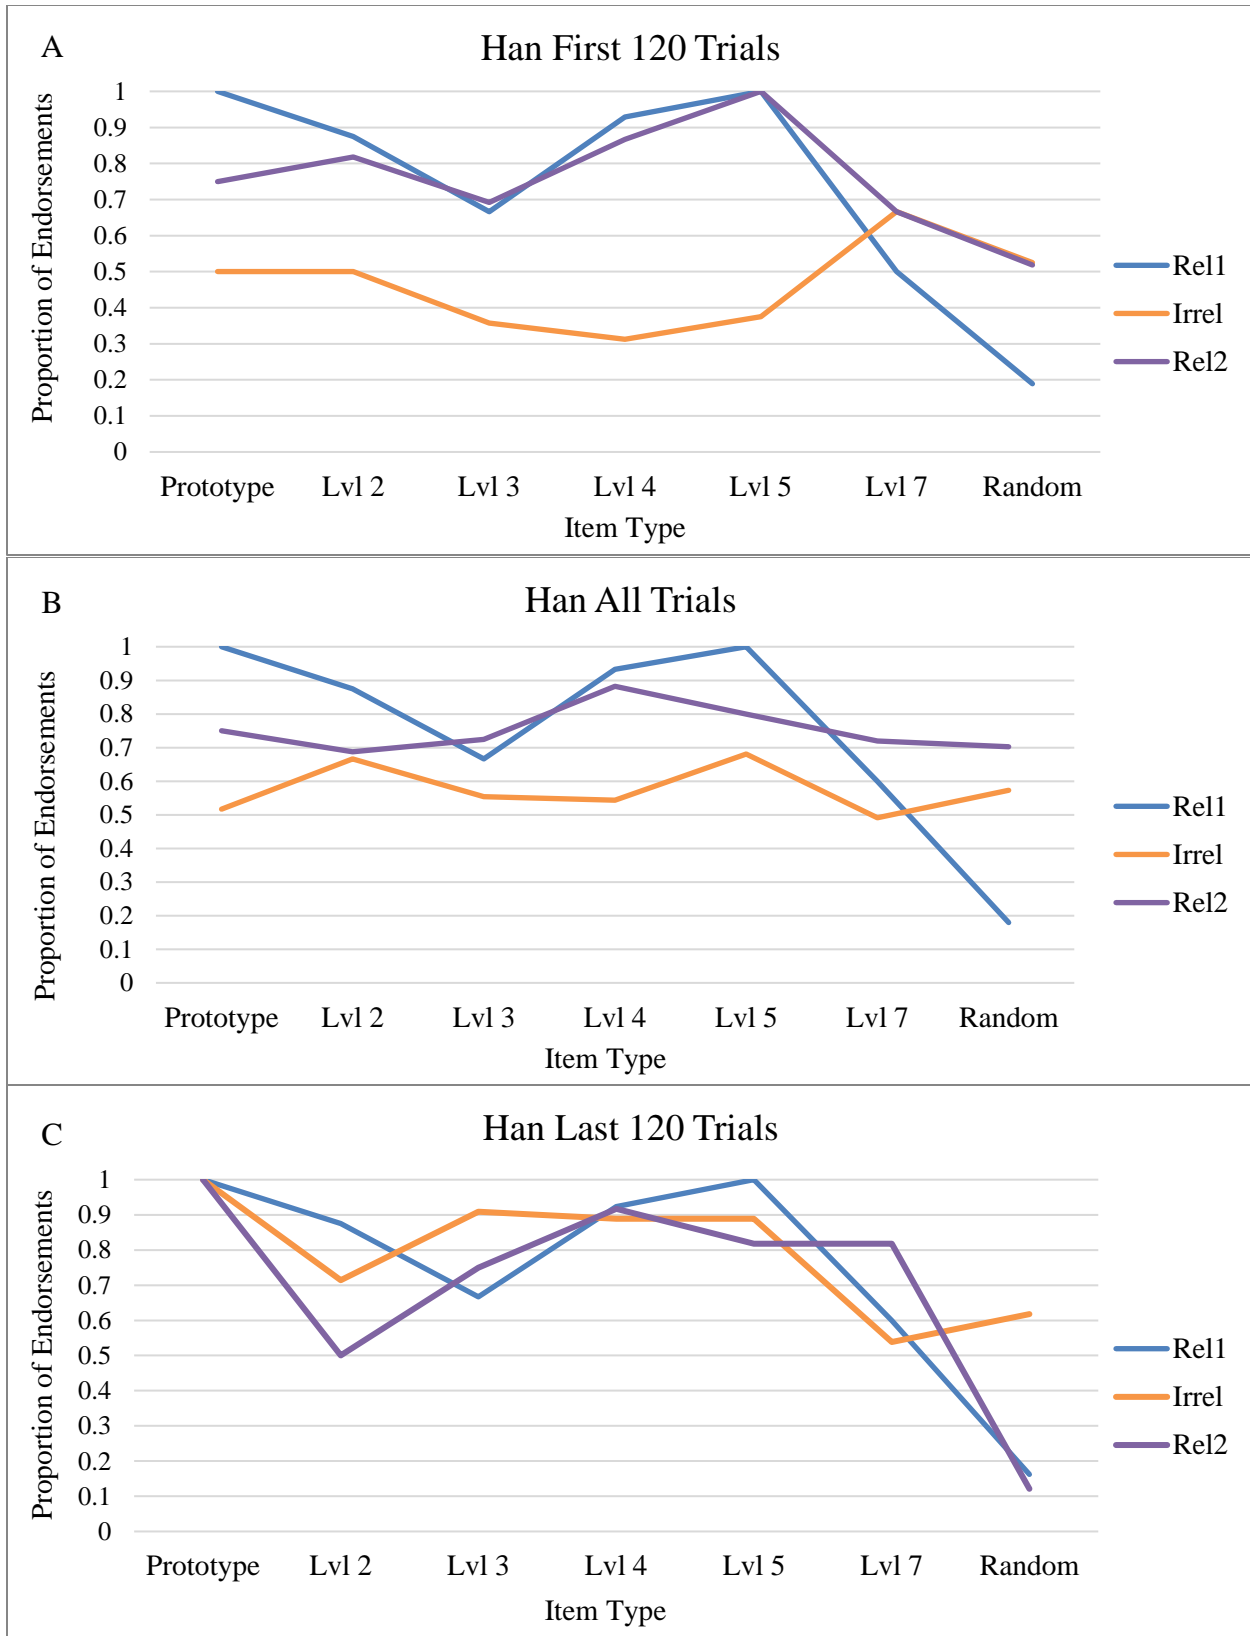 A
Han First 120 Trials
Proportion of Endorsements
1
0.9
0.8
0.7
0.6
0.5
0.4
0.3
0.2
0.1
0
Prototype Lvl 2 Lvl 3 Lvl 4 Lvl 5 Lvl 7 Random
Item Type
Rel1
Irrel
Rel2
B
Han All Trials
Proportion of Endorsements
1
0.9
0.8
0.7
0.6
0.5
0.4
0.3
0.2
0.1
0
Prototype Lvl 2 Lvl 3 Lvl 4 Lvl 5 Lvl 7 Random
Item Type
Rel1
Irrel
Rel2
C
Han Last 120 Trials
Proportion of Endorsements
1
0.9
0.8
0.7
0.6
0.5
0.4
0.3
0.2
0.1
0
Prototype Lvl 2 Lvl 3 Lvl 4 Lvl 5 Lvl 7 Random
Item Type
Rel1
Irrel
Rel2